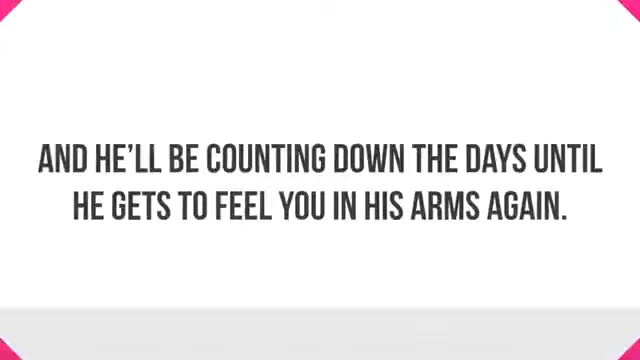 AND HE’LL BE COUNTING DOWN THE DAYS UNTIL
HE GETS TO FEEL YOU IN HIS ARMS AGAIN.